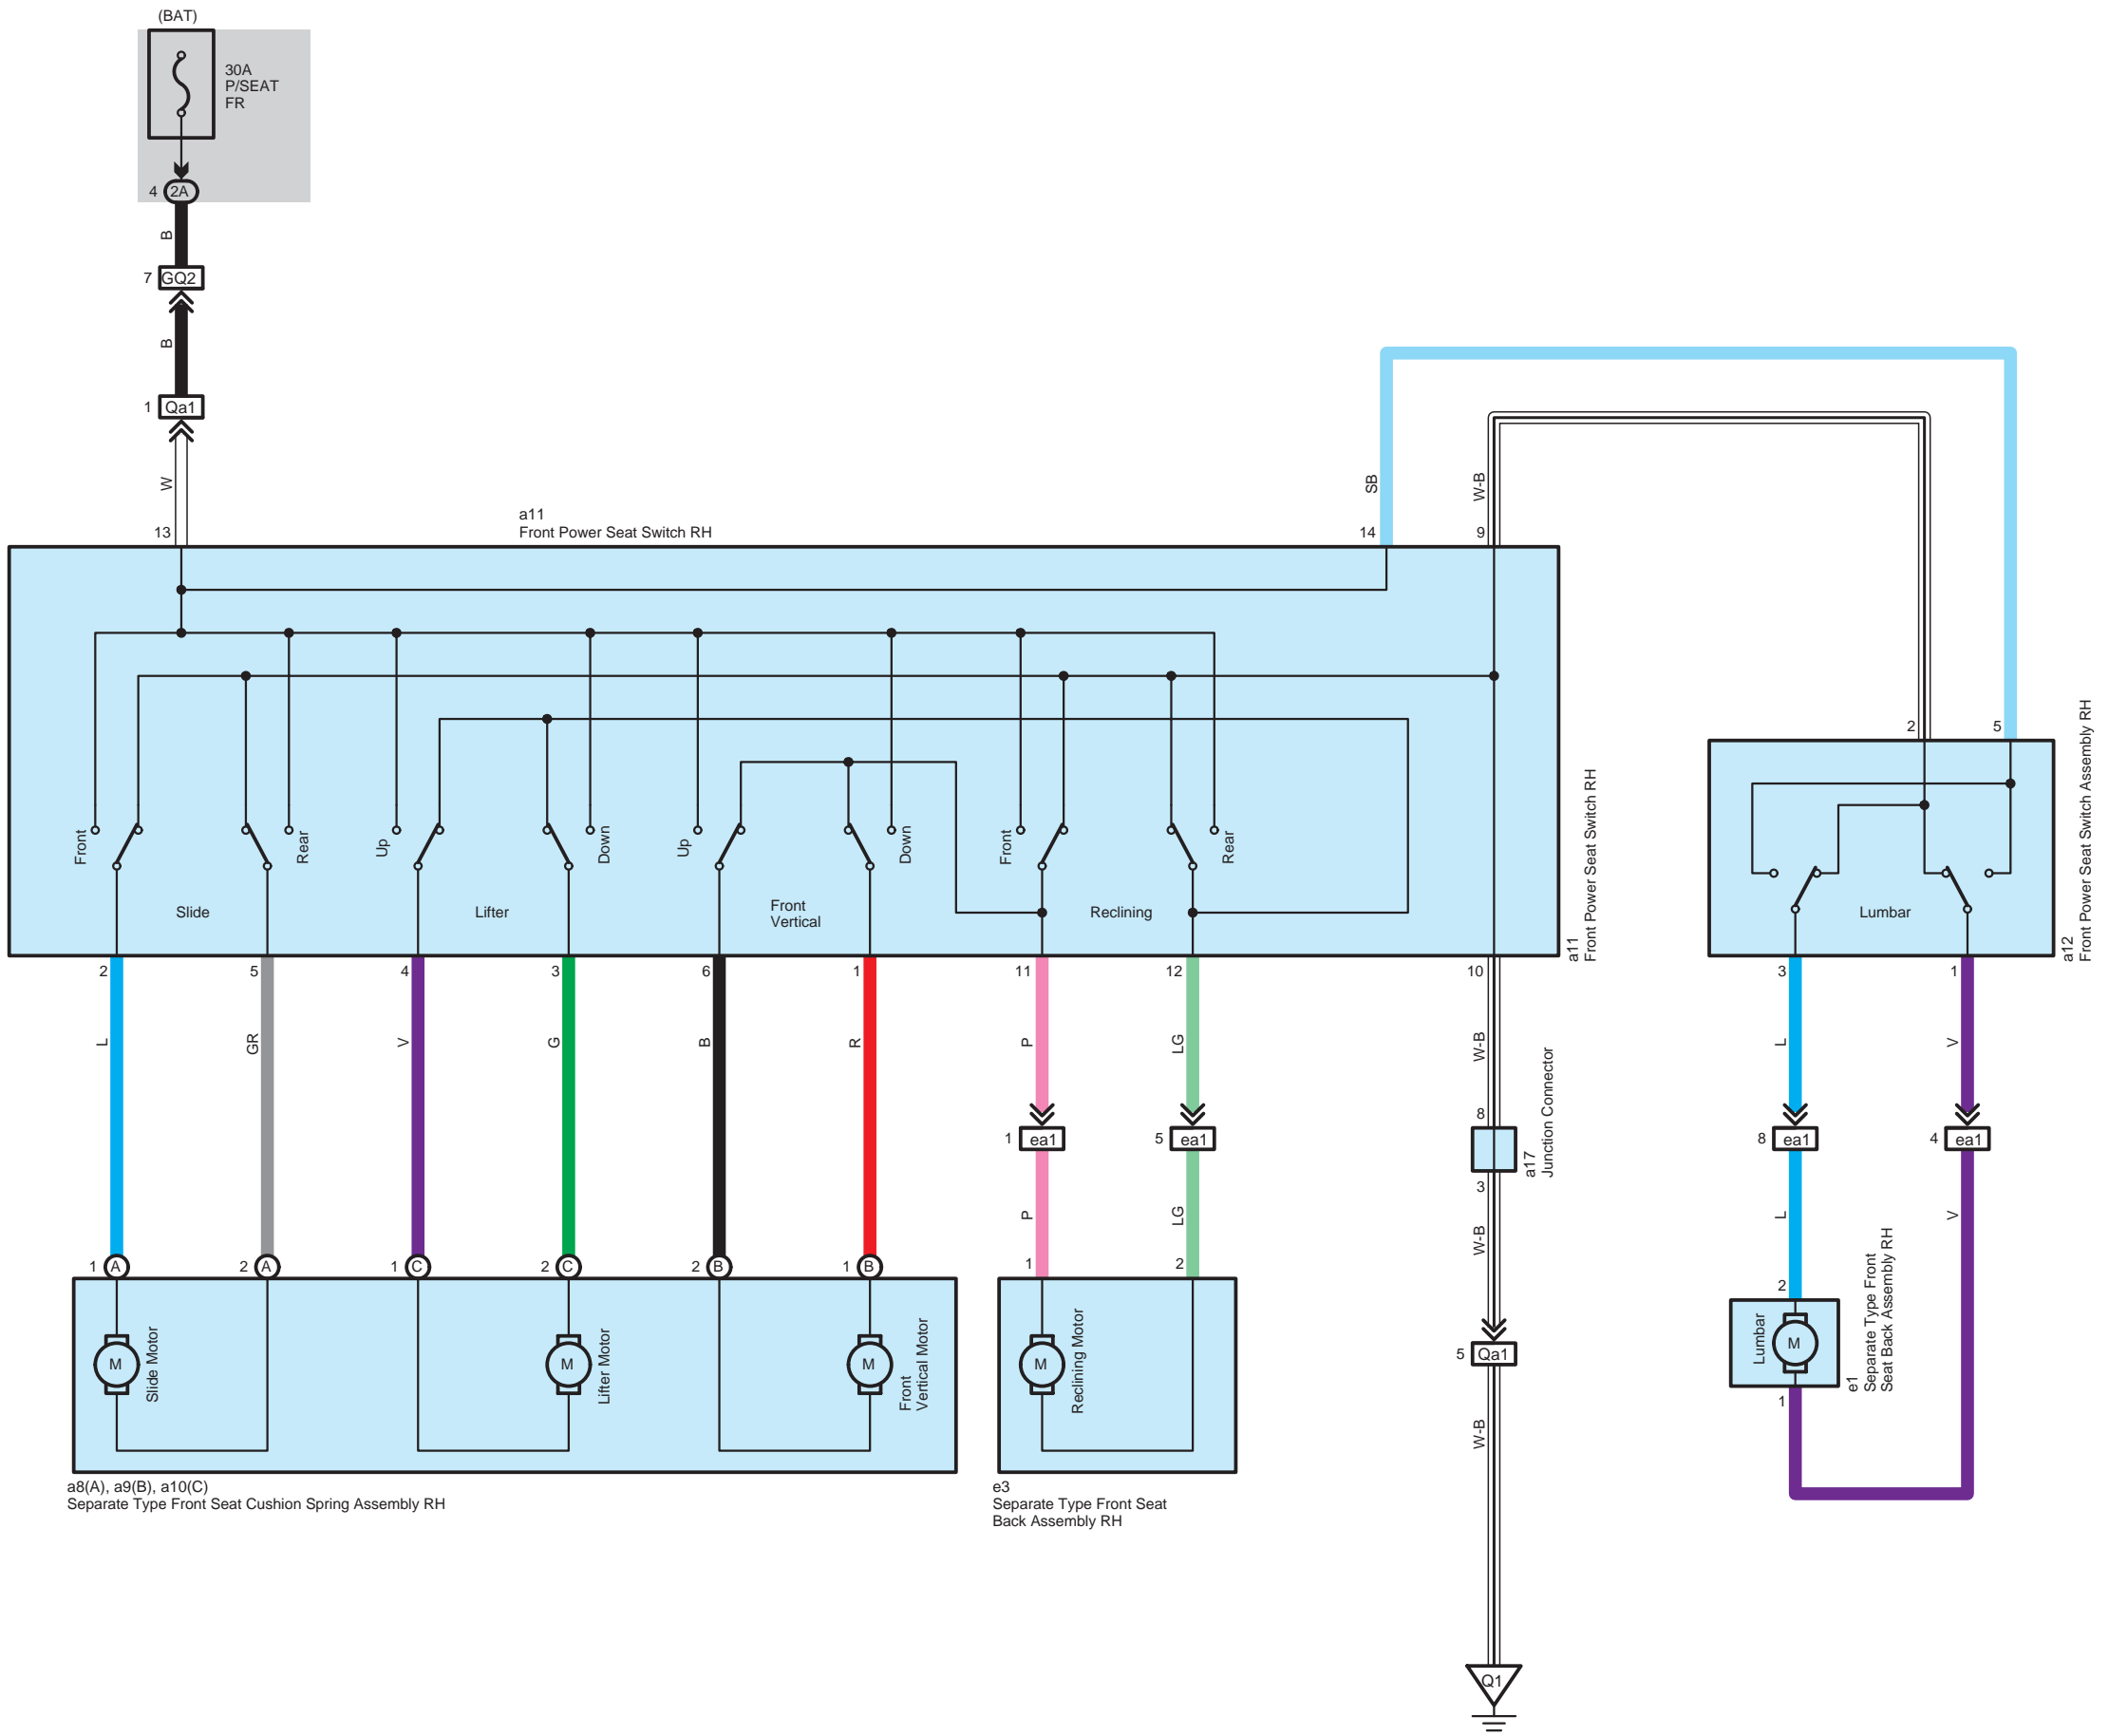 (BAT)
30A
P/SEAT
FR
4 2A
B
7 GQ2
B
1 Qa1
W
SB
W-B
a11
Front Power Seat Switch RH
13
14
9
2
5
Front
Rear
Up
Down
Up
Down
Front
Rear
Slide
Lifter
Front
Vertical
Reclining
Lumbar
a11
Front Power Seat Switch RH
a12
Front Power Seat Switch Assembly RH
2
5
4
3
6
1
11
12
10
3
1
L
GR
V
G
B
R
P
LG
W-B
L
V
8
a17
Junction Connector
3
1 ea1
5 ea1
8 ea1
4 ea1
P
LG
W-B
L
V
1 A
2 A
1 C
2 C
2 B
1 B
1
2
2
M
Slide Motor
M
Lifter Motor
M
Front
Vertical Motor
M
Reclining Motor
5 Qa1
Lumbar
M
e1
Separate Type Front
Seat Back Assembly RH
1
W-B
a8(A), a9(B), a10(C)
Separate Type Front Seat Cushion Spring Assembly RH
e3
Separate Type Front Seat
Back Assembly RH
Q1